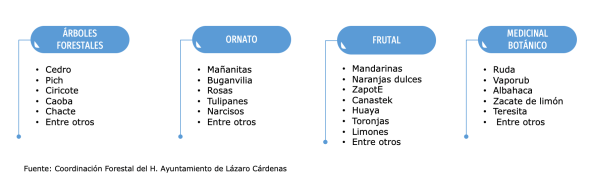 ÁRBOLES
FORESTALES
• Cedro
• Pich
• Ciricote
• Caoba
• Chacte
• Entre otros
ORNATO
• Mañanitas
• Buganvilia
• Rosas
• Tulipanes
• Narcisos
• Entre otros
FRUTAL
• Mandarinas
• Naranjas dulces
• ZapotE
• Canastek
• Huaya
• Toronjas
• Limones
• Entre otros
MEDICINAL
BOTÁNICO
• Ruda
• Vaporub
• Albahaca
• Zacate de limón
• Teresita
• Entre otros
Fuente: Coordinación Forestal del H. Ayuntamiento de Lázaro Cárdenas